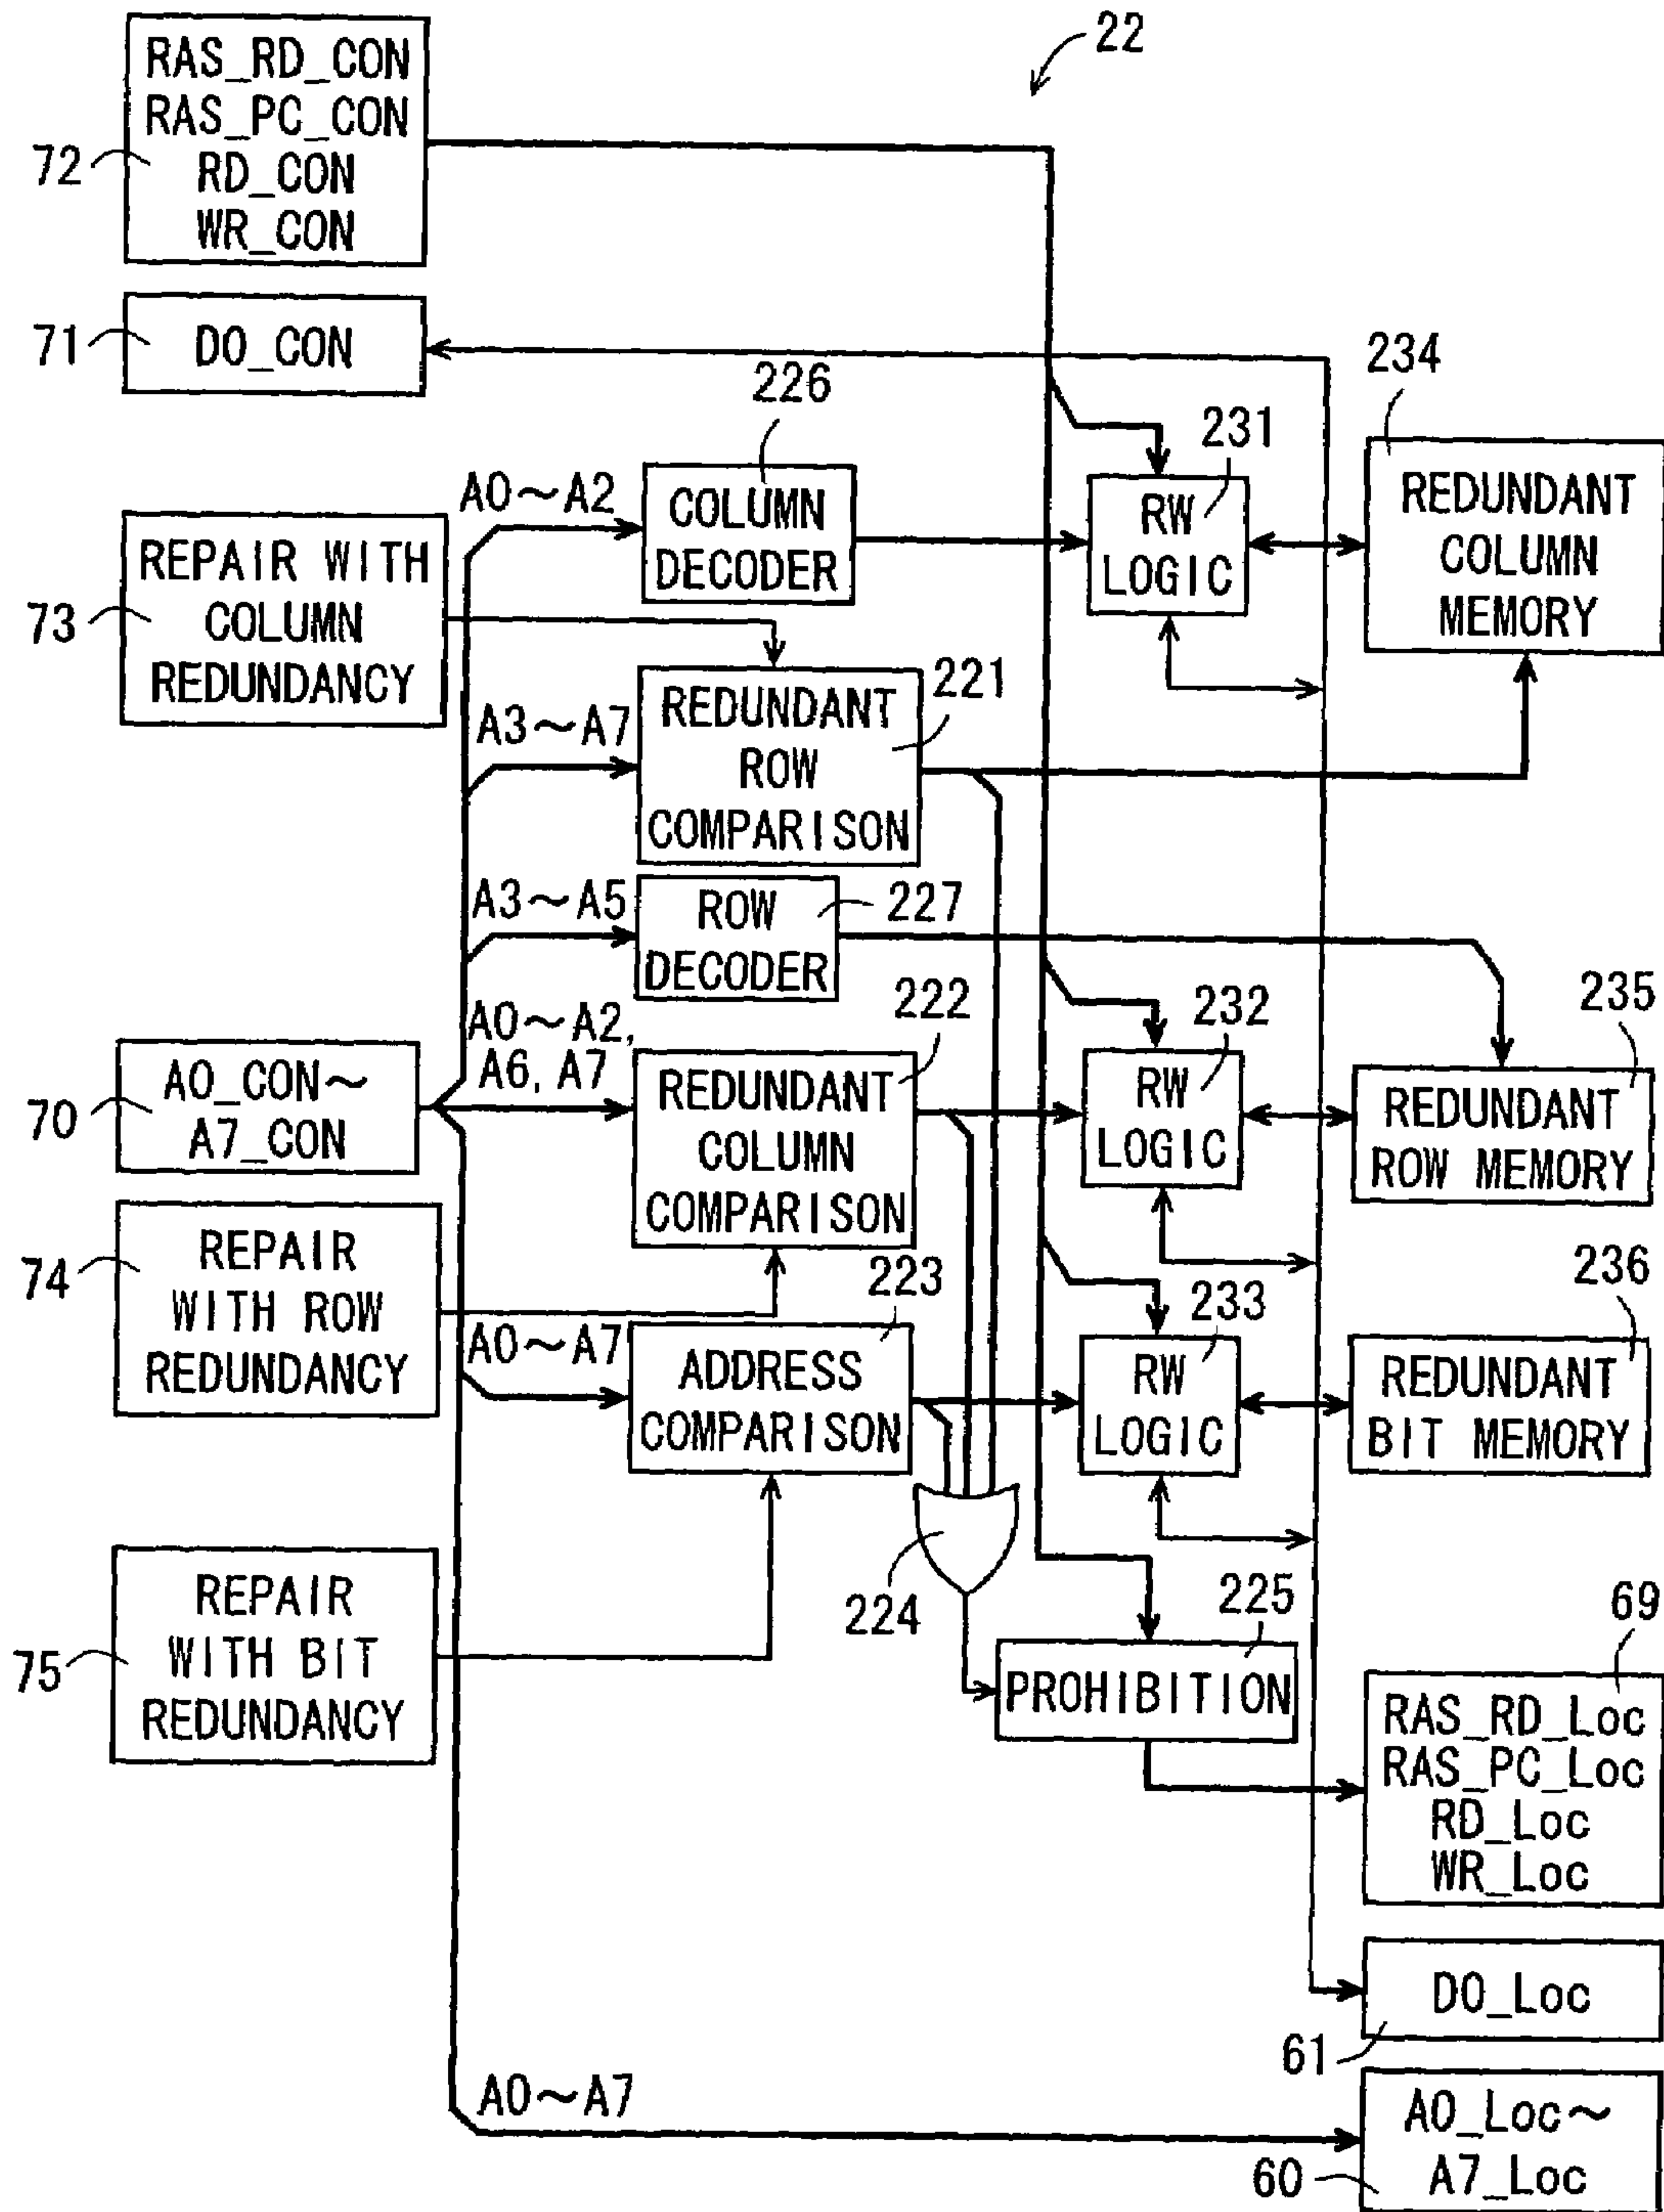 22
RAS_RD_CON
RAS_PC_CON
RD_CON
WR_CON
72
D0_CON
71
226
231
234
A0~A2
COLUMN
DECODER
RW
LOGIC
REDUNDANT
COLUMN
MEMORY
REPAIR WITH
COLUMN
REDUNDANCY
73
A3~A7
REDUNDANT
ROW
COMPARISON
221
A3~A5
ROW
DECODER
227
A0~A2,
A6, A7
222
232
235
A0_CON~
A7_CON
70
REDUNDANT
COLUMN
COMPARISON
RW
LOGIC
REDUNDANT
ROW MEMORY
REPAIR
WITH ROW
REDUNDANCY
74
223
233
236
A0~A7
ADDRESS
COMPARISON
RW
LOGIC
REDUNDANT
BIT MEMORY
REPAIR
WITH BIT
REDUNDANCY
75
224
225
PROHIBITION
69
RAS_RD_Loc
RAS_PC_Loc
RD_Loc
WR_Loc
D0_Loc
61
A0~A7
A0_Loc~
A7_Loc
60